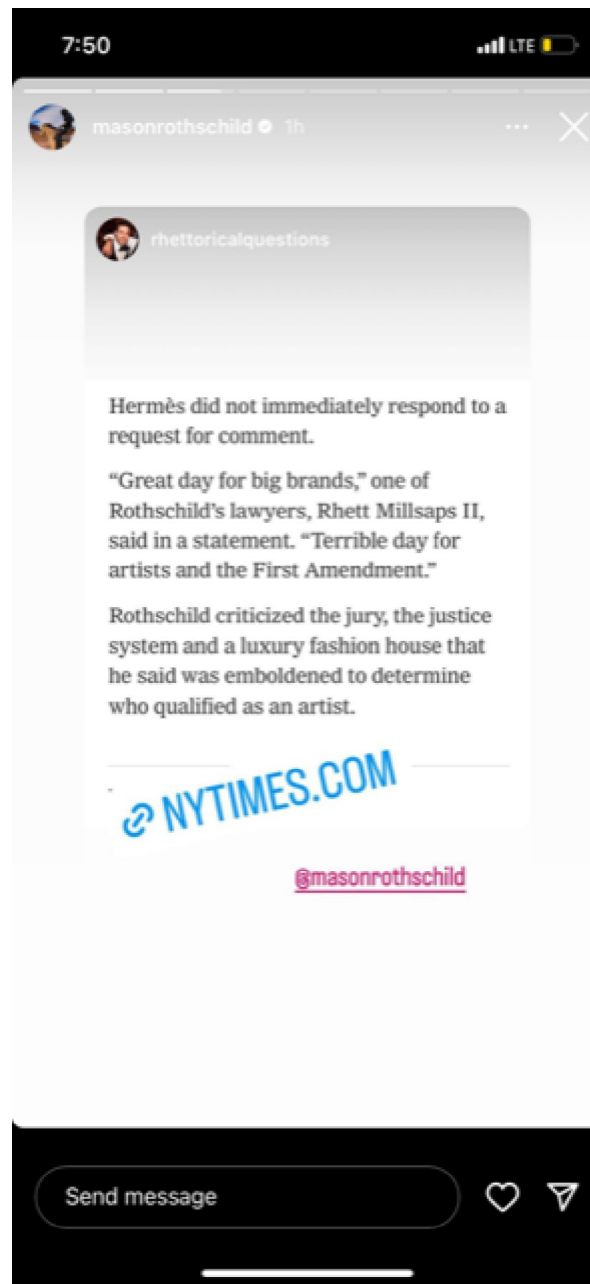 7:50
LTE
masonrothschild 1h
rhettoricalquestions
Hermès did not immediately respond to a
request for comment.
“Great day for big brands,” one of
Rothschild’s lawyers, Rhett Millsaps II,
said in a statement. “Terrible day for
artists and the First Amendment.”
Rothschild criticized the jury, the justice
system and a luxury fashion house that
he said was emboldened to determine
who qualified as an artist.
NYTIMES.COM
@masonrothschild
Send message